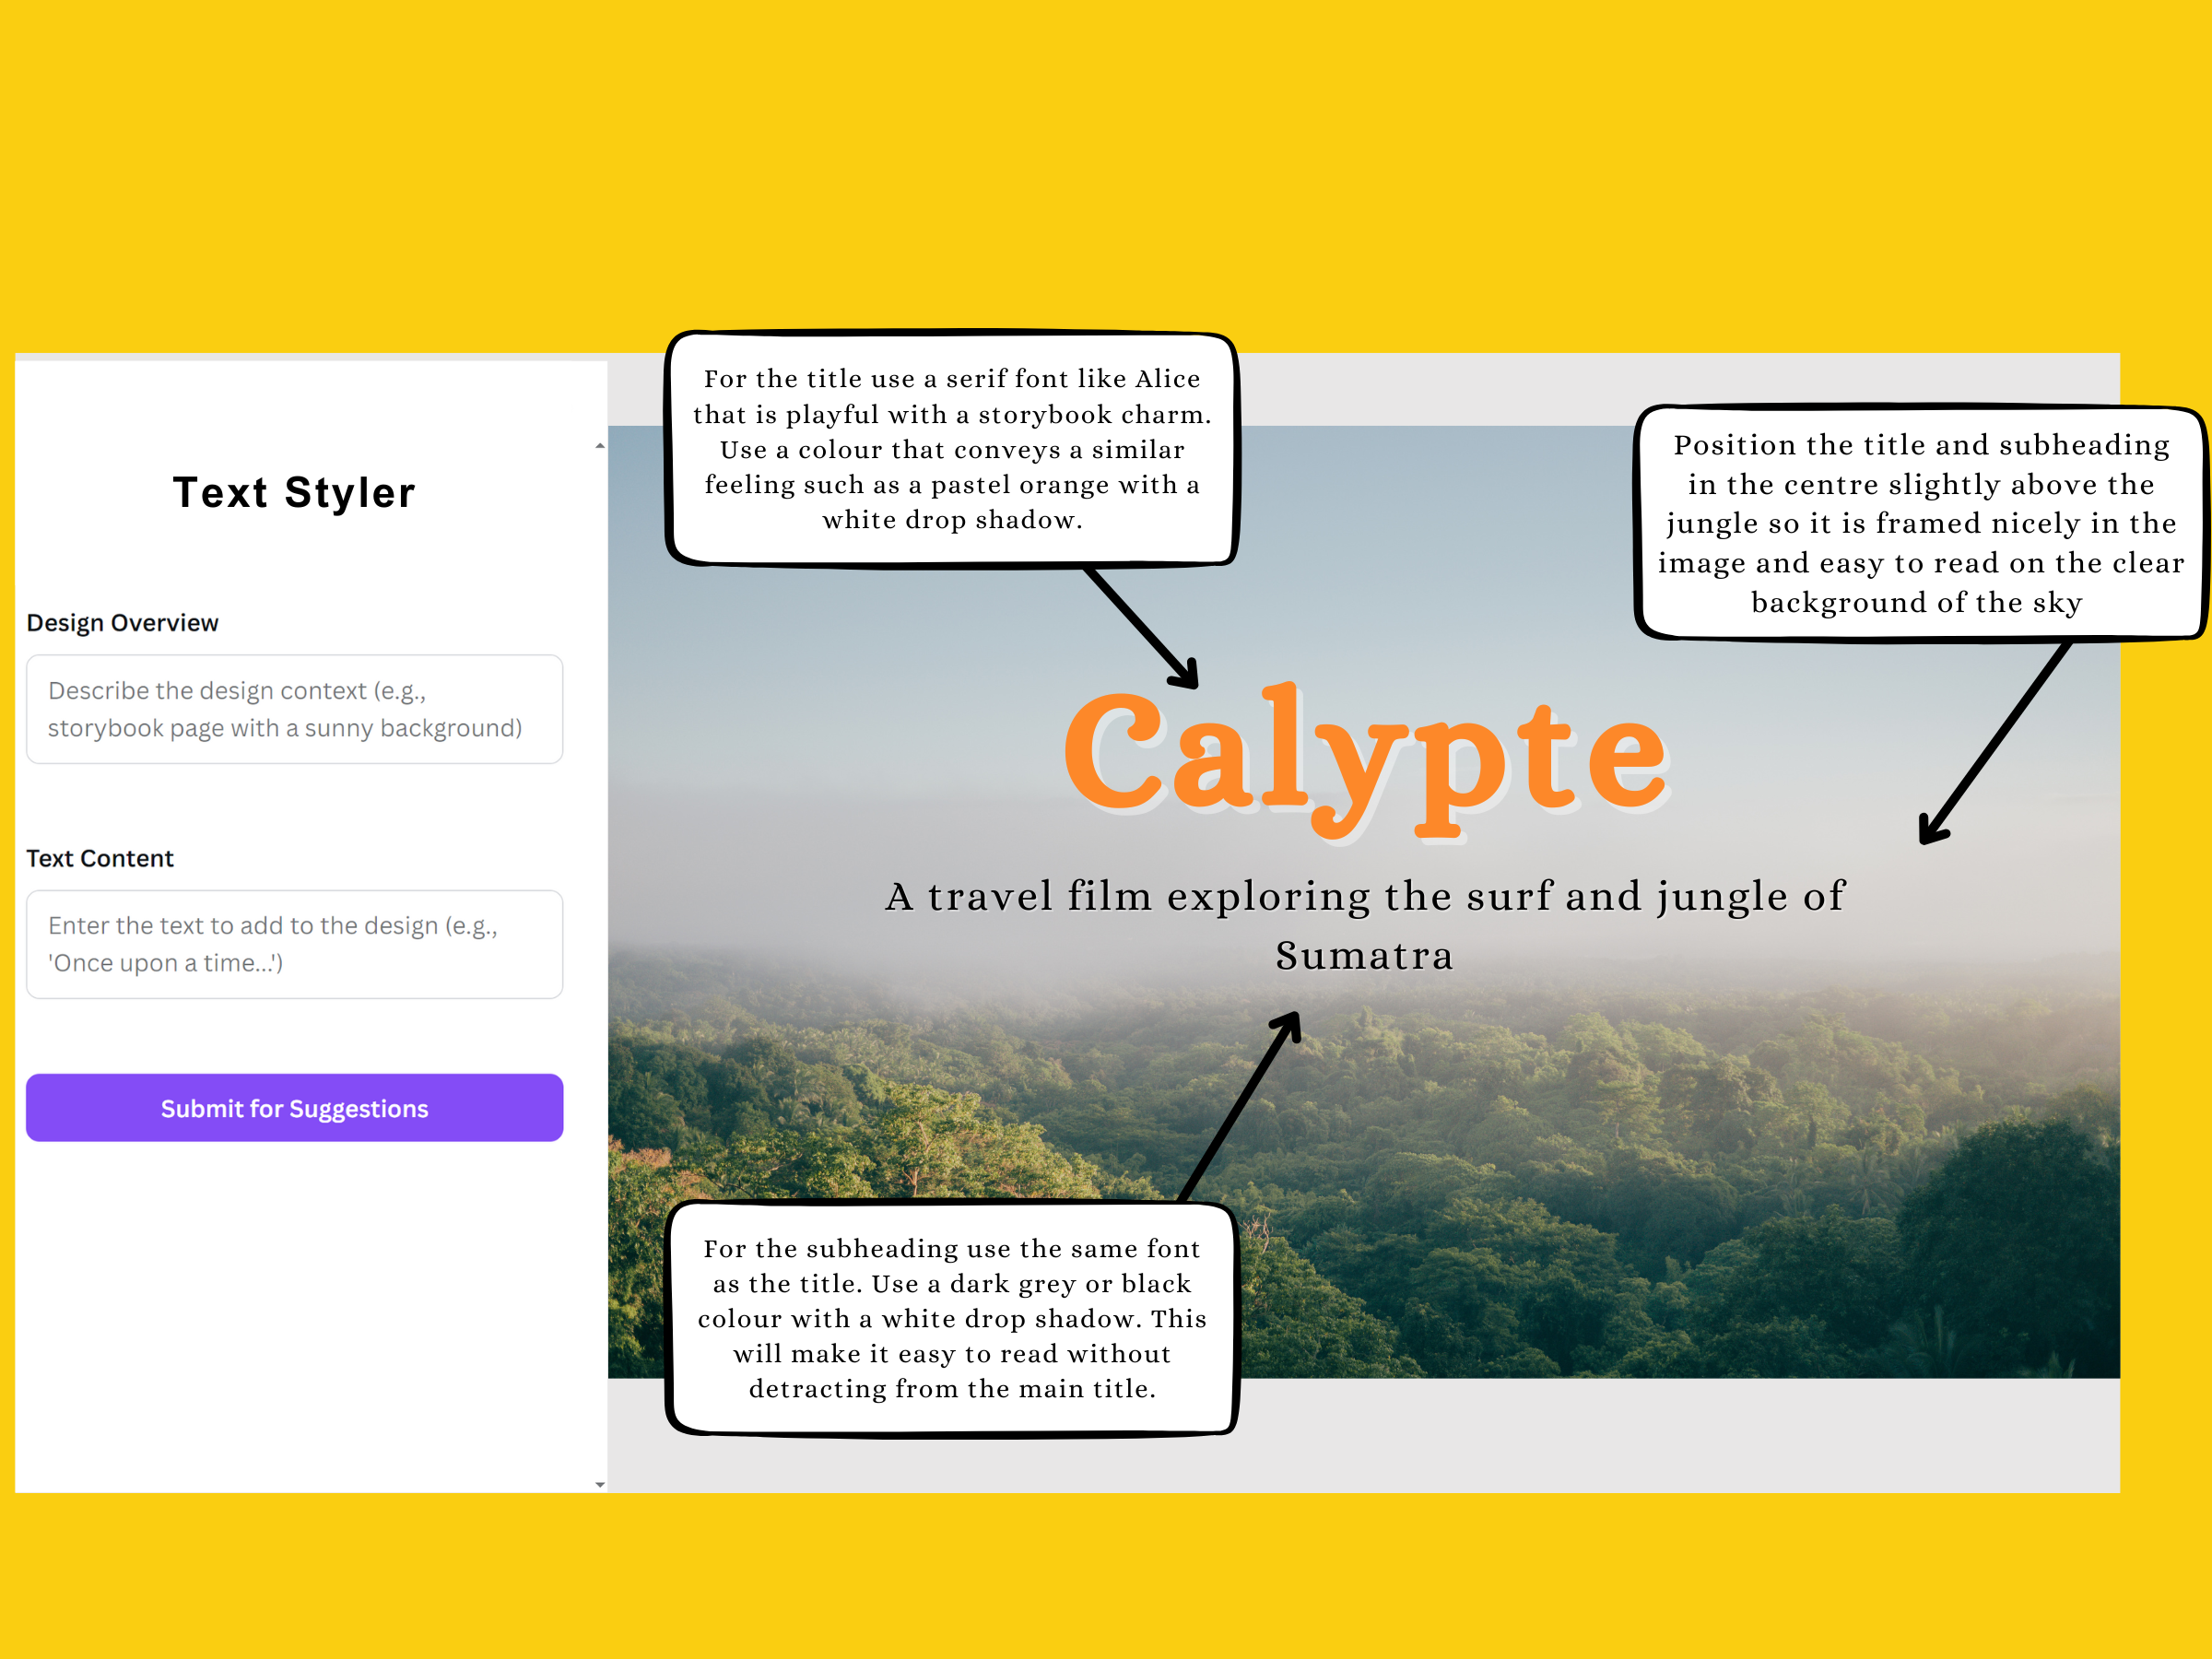 Text Styler
Design Overview
Describe the design context (e.g.,
storybook page with a sunny background)
Text Content
Enter the text to add to the design (e.g.,
'Once upon a time...')
Submit for Suggestions
For the title use a serif font like Alice
that is playful with a storybook charm.
Use a colour that conveys a similar
feeling such as a pastel orange with a
white drop shadow.
Position the title and subheading
in the centre slightly above the
jungle so it is framed nicely in the
image and easy to read on the clear
background of the sky
Calypte
A travel film exploring the surf and jungle of
Sumatra
For the subheading use the same font
as the title. Use a dark grey or black
colour with a white drop shadow. This
will make it easy to read without
detracting from the main title.